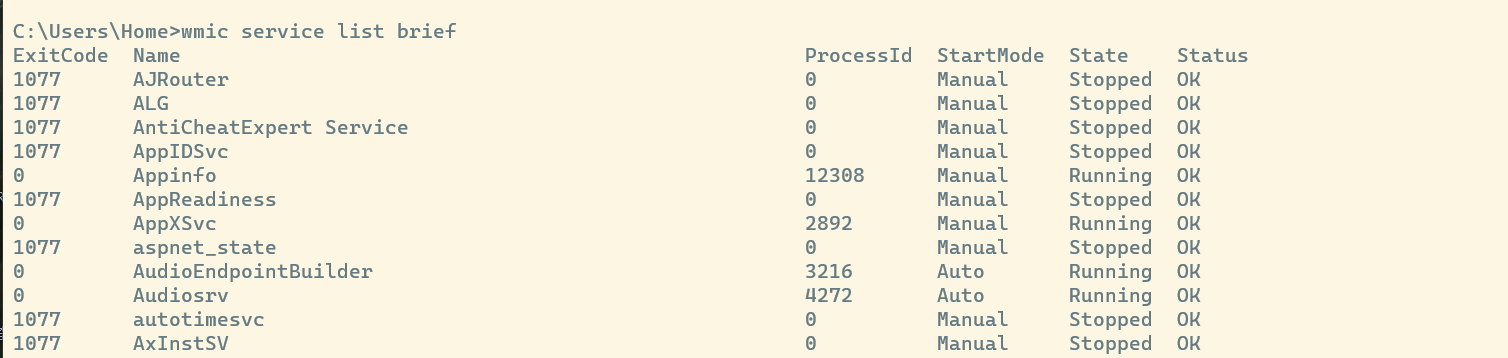 C:\Users\Home>wmic service list brief
ExitCode  Name                                                    ProcessId  StartMode  State    Status
1077      AJRouter                                                0          Manual     Stopped  OK
1077      ALG                                                     0          Manual     Stopped  OK
1077      AntiCheatExpert Service                                 0          Manual     Stopped  OK
1077      AppIDSvc                                                0          Manual     Stopped  OK
0         Appinfo                                                 12308      Manual     Running  OK
1077      AppReadiness                                            0          Manual     Stopped  OK
0         AppXSvc                                                 2892       Manual     Running  OK
1077      aspnet_state                                            0          Manual     Stopped  OK
0         AudioEndpointBuilder                                    3216       Auto       Running  OK
0         Audiosrv                                                4272       Auto       Running  OK
1077      autotimesvc                                             0          Manual     Stopped  OK
1077      AxInstSV                                                0          Manual     Stopped  OK